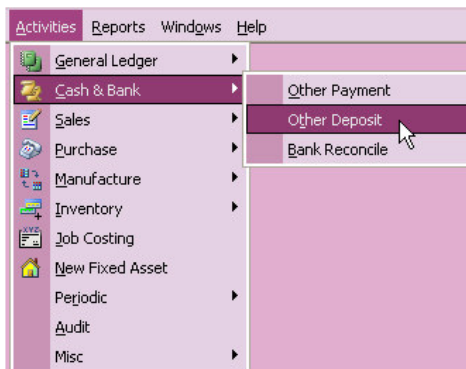 Activities Reports Windows Help
General Ledger
Cash & Bank
Other Payment
Sales
Other Deposit
Purchase
Bank Reconcile
Manufacture
Inventory
Job Costing
New Fixed Asset
Periodic
Audit
Misc